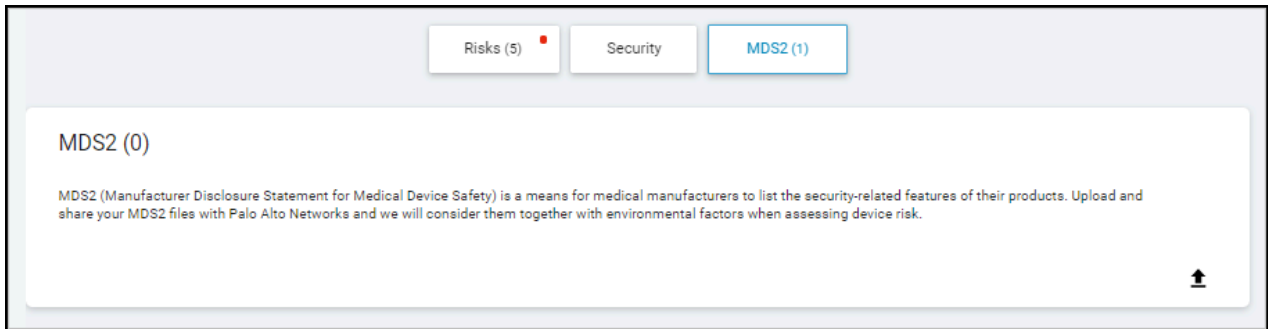 Risks (5)
Security
MDS2 (1)
MDS2 (0)
MDS2 (Manufacturer Disclosure Statement for Medical Device Safety) is a means for medical manufacturers to list the security-related features of their products. Upload and
share your MDS2 files with Palo Alto Networks and we will consider them together with environmental factors when assessing device risk.